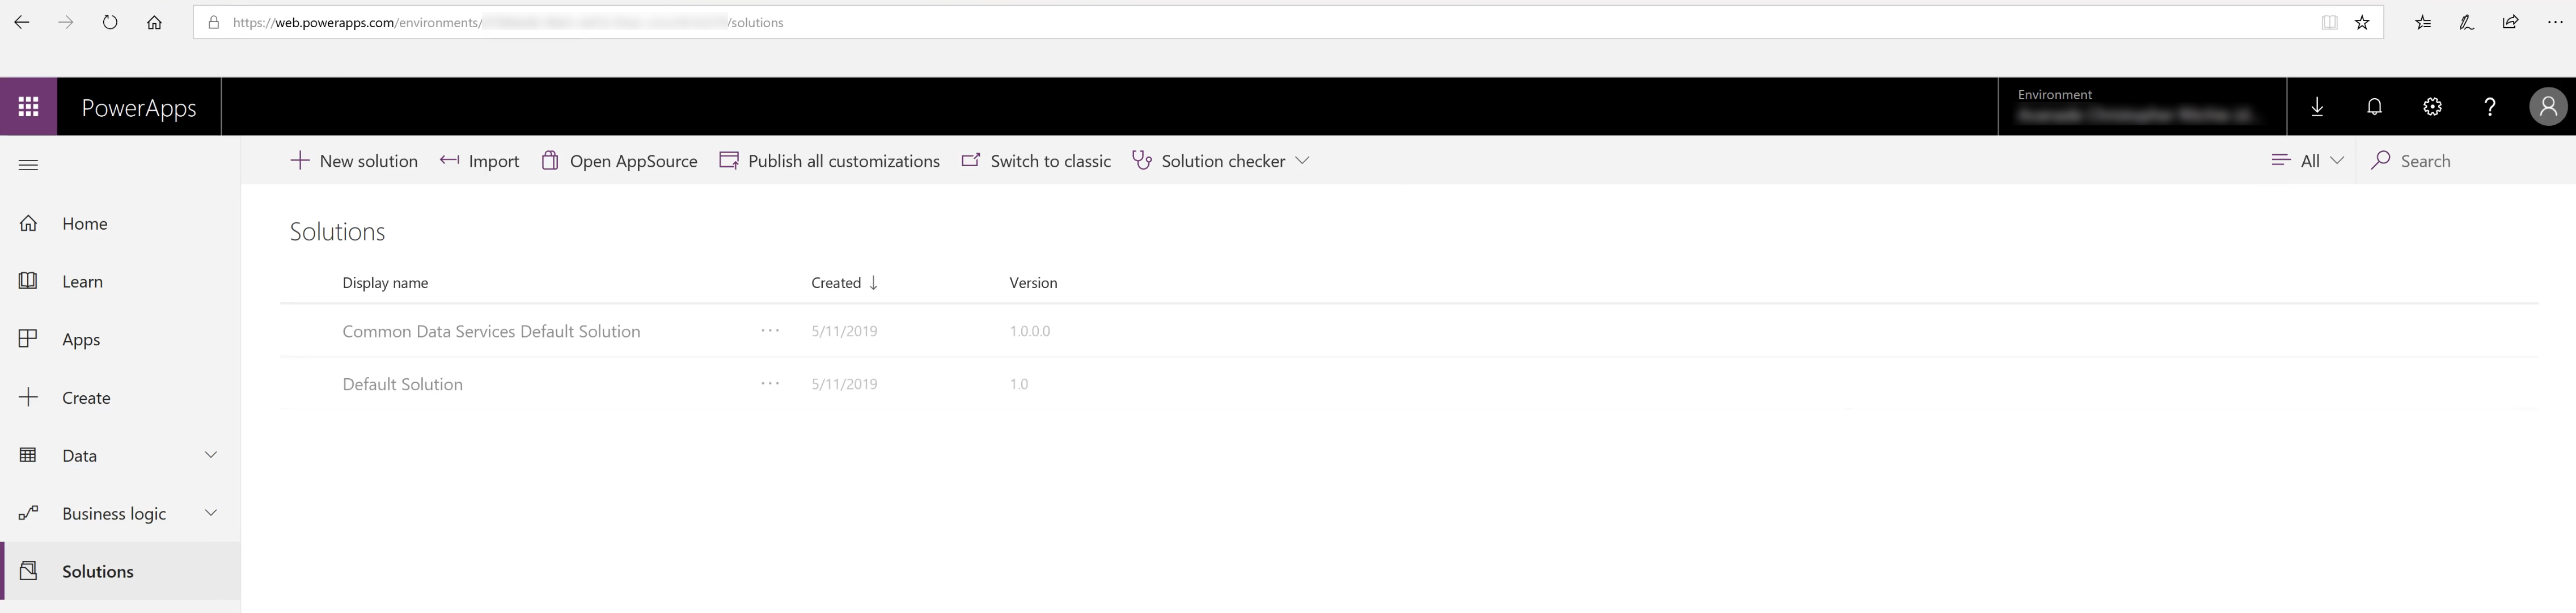 https://web.powerapps.com/environments/ /solutions
PowerApps
Environment
New solution Import Open AppSource Publish all customizations Switch to classic Solution checker All Search
Home
Learn
Apps
Create
Data
Business logic
Solutions
Solutions
Display name Created Version
Common Data Services Default Solution ... 5/11/2019 1.0.0.0
Default Solution ... 5/11/2019 1.0